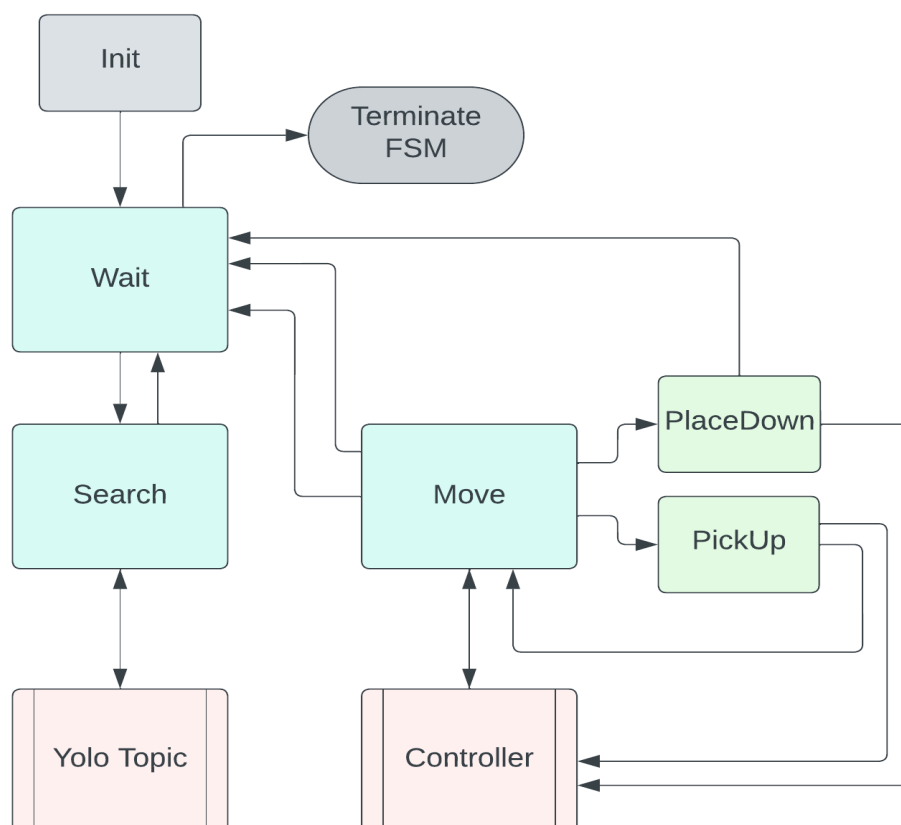 Init
Terminate
FSM
Wait
PlaceDown
Search
Move
PickUp
Yolo Topic
Controller